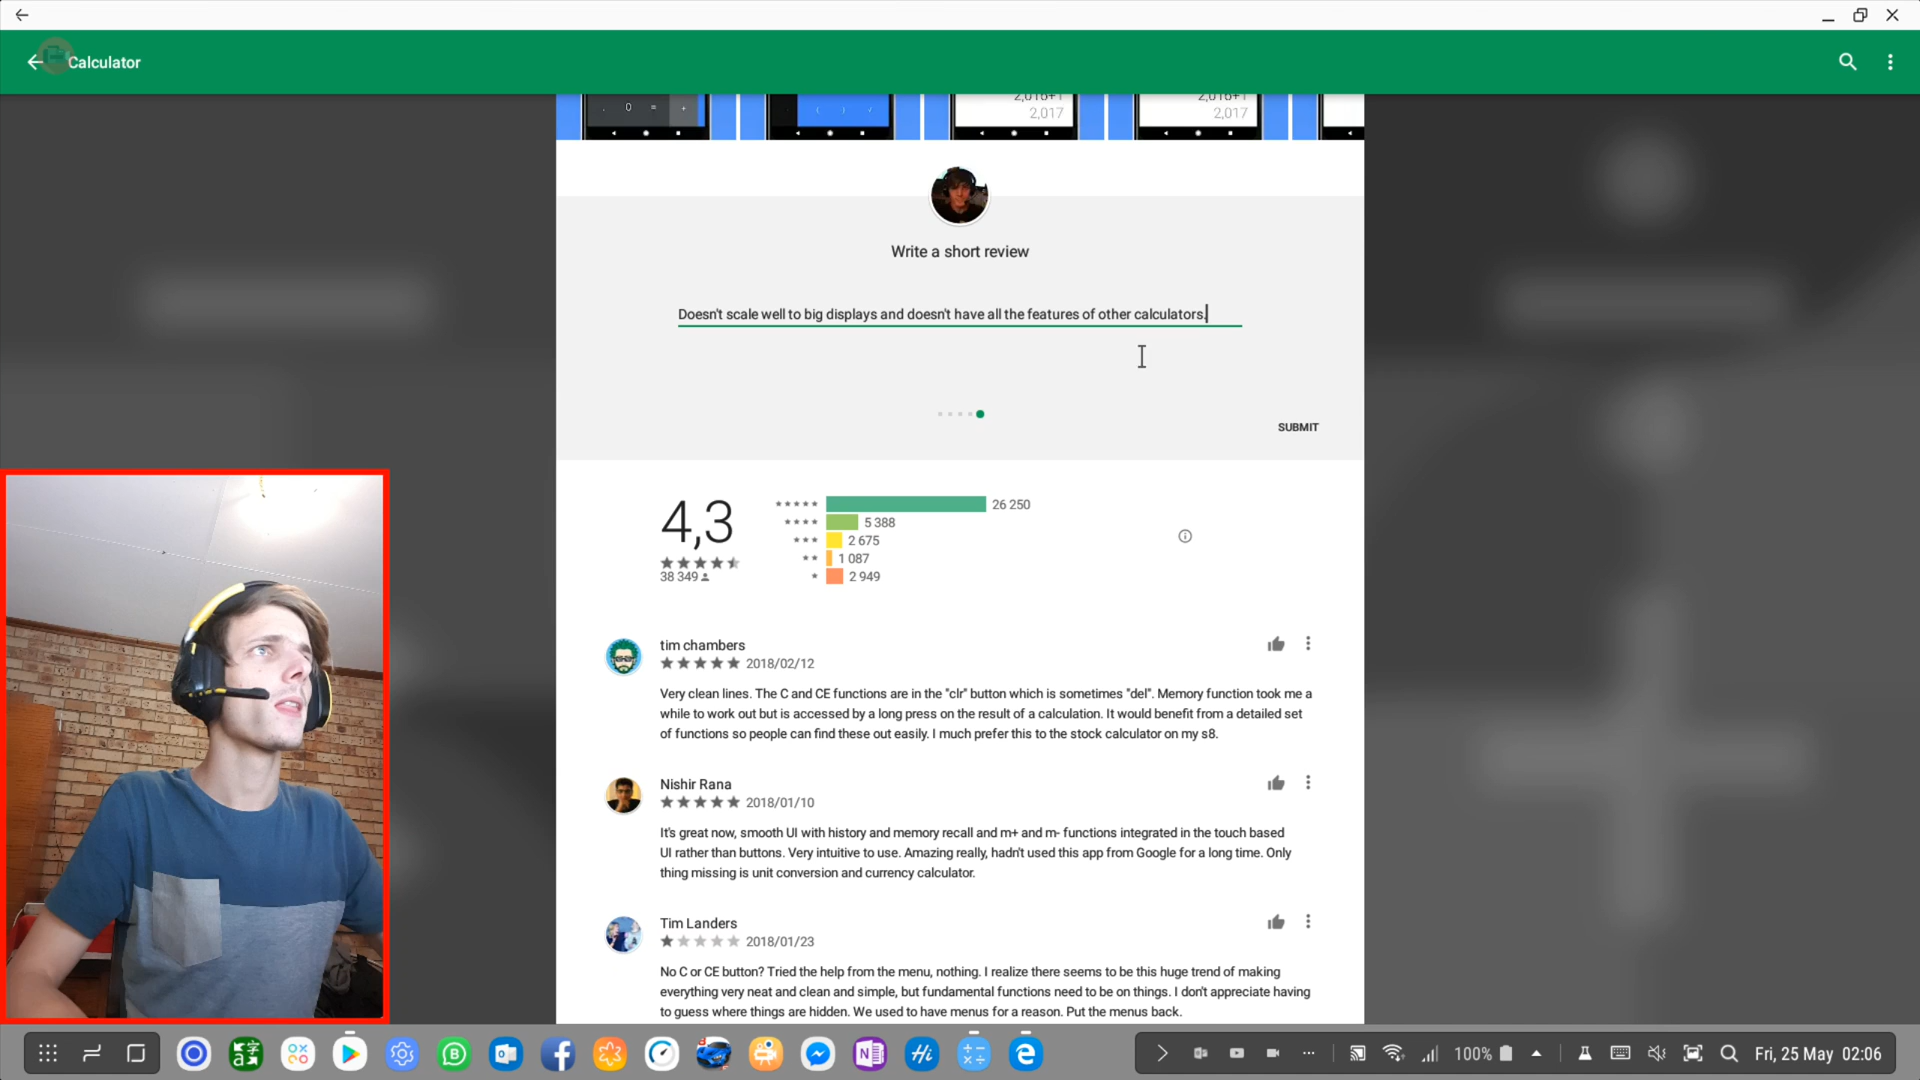 Calculator
0 = +
( ) √
2,016+1
2,017
2,016+1
2,017
Write a short review
Doesn't scale well to big displays and doesn't have all the features of other calculators.
SUBMIT
4,3
38 349
26 250
5 388
2 675
1 087
2 949
tim chambers
2018/02/12
Very clean lines. The C and CE functions are in the "clr" button which is sometimes "del". Memory function took me a
while to work out but is accessed by a long press on the result of a calculation. It would benefit from a detailed set
of functions so people can find these out easily. I much prefer this to the stock calculator on my s8.
Nishir Rana
2018/01/10
It's great now, smooth UI with history and memory recall and m+ and m- functions integrated in the touch based
UI rather than buttons. Very intuitive to use. Amazing really, hadn't used this app from Google for a long time. Only
thing missing is unit conversion and currency calculator.
Tim Landers
2018/01/23
No C or CE button? Tried the help from the menu, nothing. I realize there seems to be this huge trend of making
everything very neat and clean and simple, but fundamental functions need to be on things. I don't appreciate having
to guess where things are hidden. We used to have menus for a reason. Put the menus back.
Hi
100%
Fri, 25 May 02:06